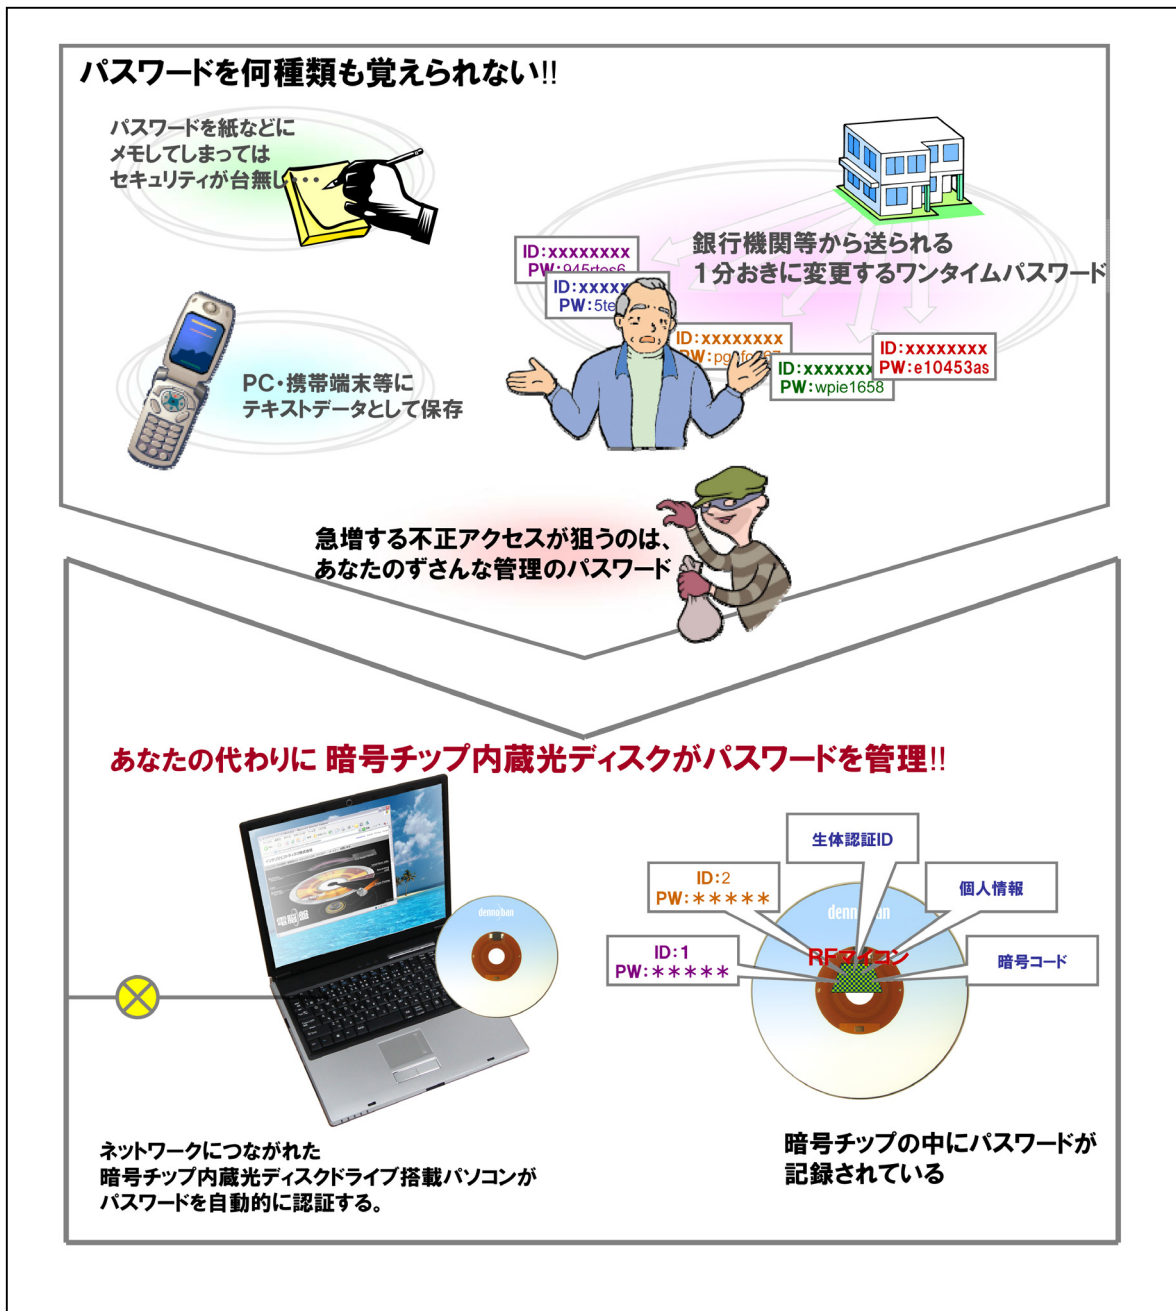 パスワードを何種類も覚えられない!!
パスワードを紙などに
メモしてしまっては
セキュリティが台無し・・・
銀行機関等から送られる
１分おきに変更するワンタイムパスワード
ID:xxxxxxxx
PW:945rtes6
ID:xxxxx
PW:5te
ID:xxxxxxxx
ID:xxxxxxx
PW:wpie1658
ID:xxxxxxxx
PW:e10453as
PC・携帯端末等に
テキストデータとして保存
急増する不正アクセスが狙うのは、
あなたのずさんな管理のパスワード
あなたの代わりに 暗号チップ内蔵光ディスクがパスワードを管理!!
電脳盤
生体認証ID
ID:2
PW:＊＊＊＊＊
個人情報
ID:1
PW:＊＊＊＊＊
RFマイコン
暗号コード
ネットワークにつながれた
暗号チップ内蔵光ディスクドライブ搭載パソコンが
パスワードを自動的に認証する。
暗号チップの中にパスワードが
記録されている